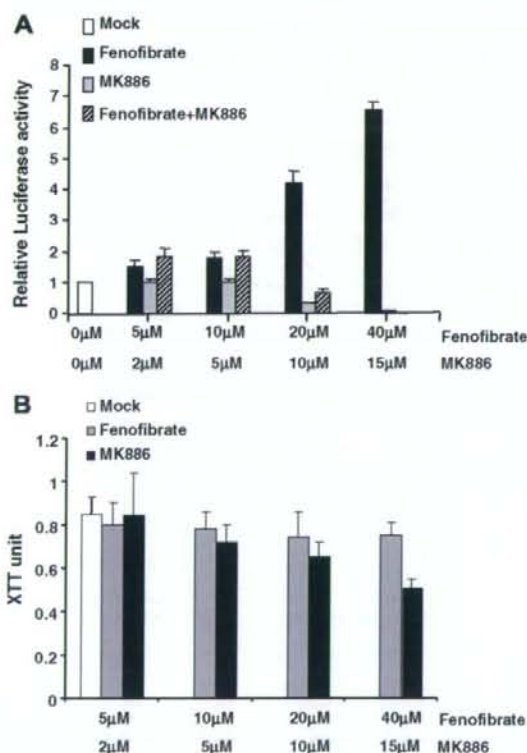 A
Mock
Fenofibrate
MK886
Fenofibrate+MK886
Relative Luciferase activity
8
7
6
5
4
3
2
1
0
0µM 5µM 10µM 20µM 40µM Fenofibrate
0µM 2µM 5µM 10µM 15µM MK886
B
Mock
Fenofibrate
MK886
XTT unit
1.2
1
0.8
0.6
0.4
0.2
0
5µM 10µM 20µM 40µM Fenofibrate
2µM 5µM 10µM 15µM MK886